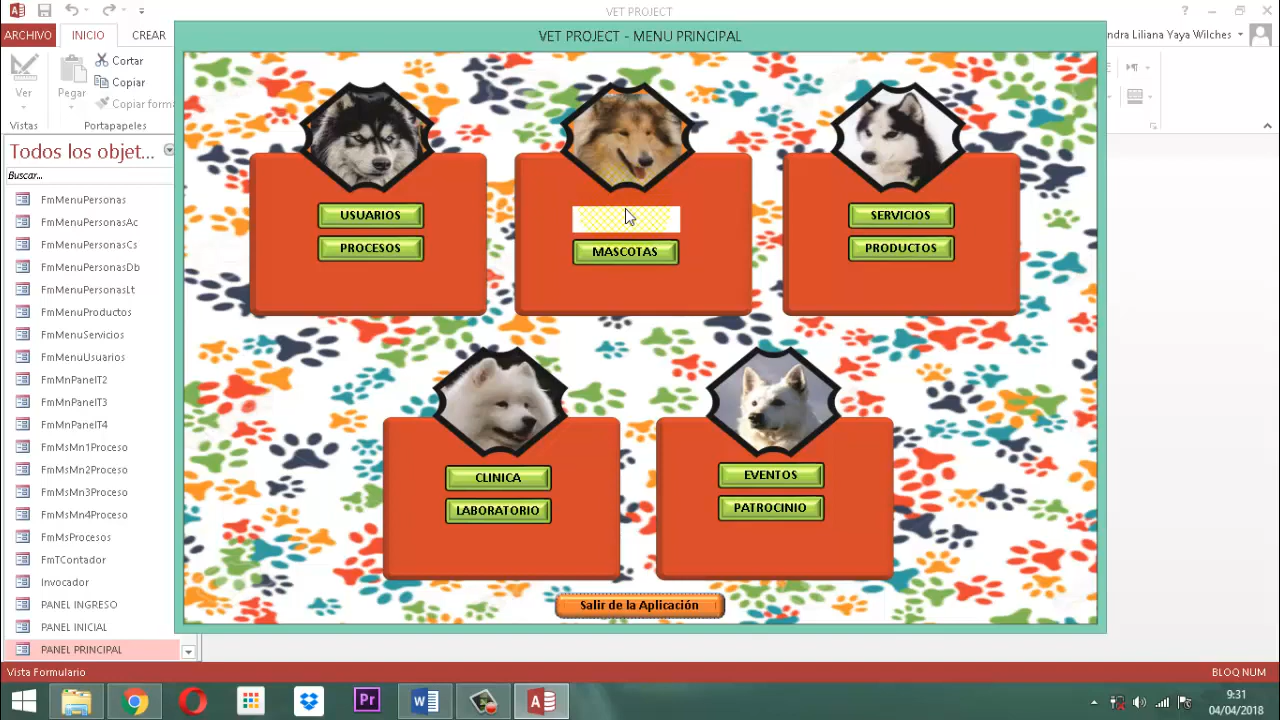 VET PROJECT
ARCHIVO INICIO CREAR
ndra Liliana Yaya Wilches
Ver
Pegar
Cortar
Copiar
Copiar forma
Vistas
Portapapeles
Todos los objet...
Buscar...
FmMenuPersonas
FmMenuPersonasAc
FmMenuPersonasCs
FmMenuPersonasDb
FmMenuPersonasLt
FmMenuProductos
FmMenuServicios
FmMenuUsuarios
FmMnPanelT2
FmMnPanelT3
FmMnPanelT4
FmMsMn1Proceso
FmMsMn2Proceso
FmMsMn3Proceso
FmMsMn4Proceso
FmMsProcesos
FmTContador
Invocador
PANEL INGRESO
PANEL INICIAL
PANEL PRINCIPAL
VET PROJECT - MENU PRINCIPAL
USUARIOS
PROCESOS
MASCOTAS
SERVICIOS
PRODUCTOS
CLINICA
LABORATORIO
EVENTOS
PATROCINIO
Salir de la Aplicación
Vista Formulario
BLOQ NUM
Pr
9:31
04/04/2018